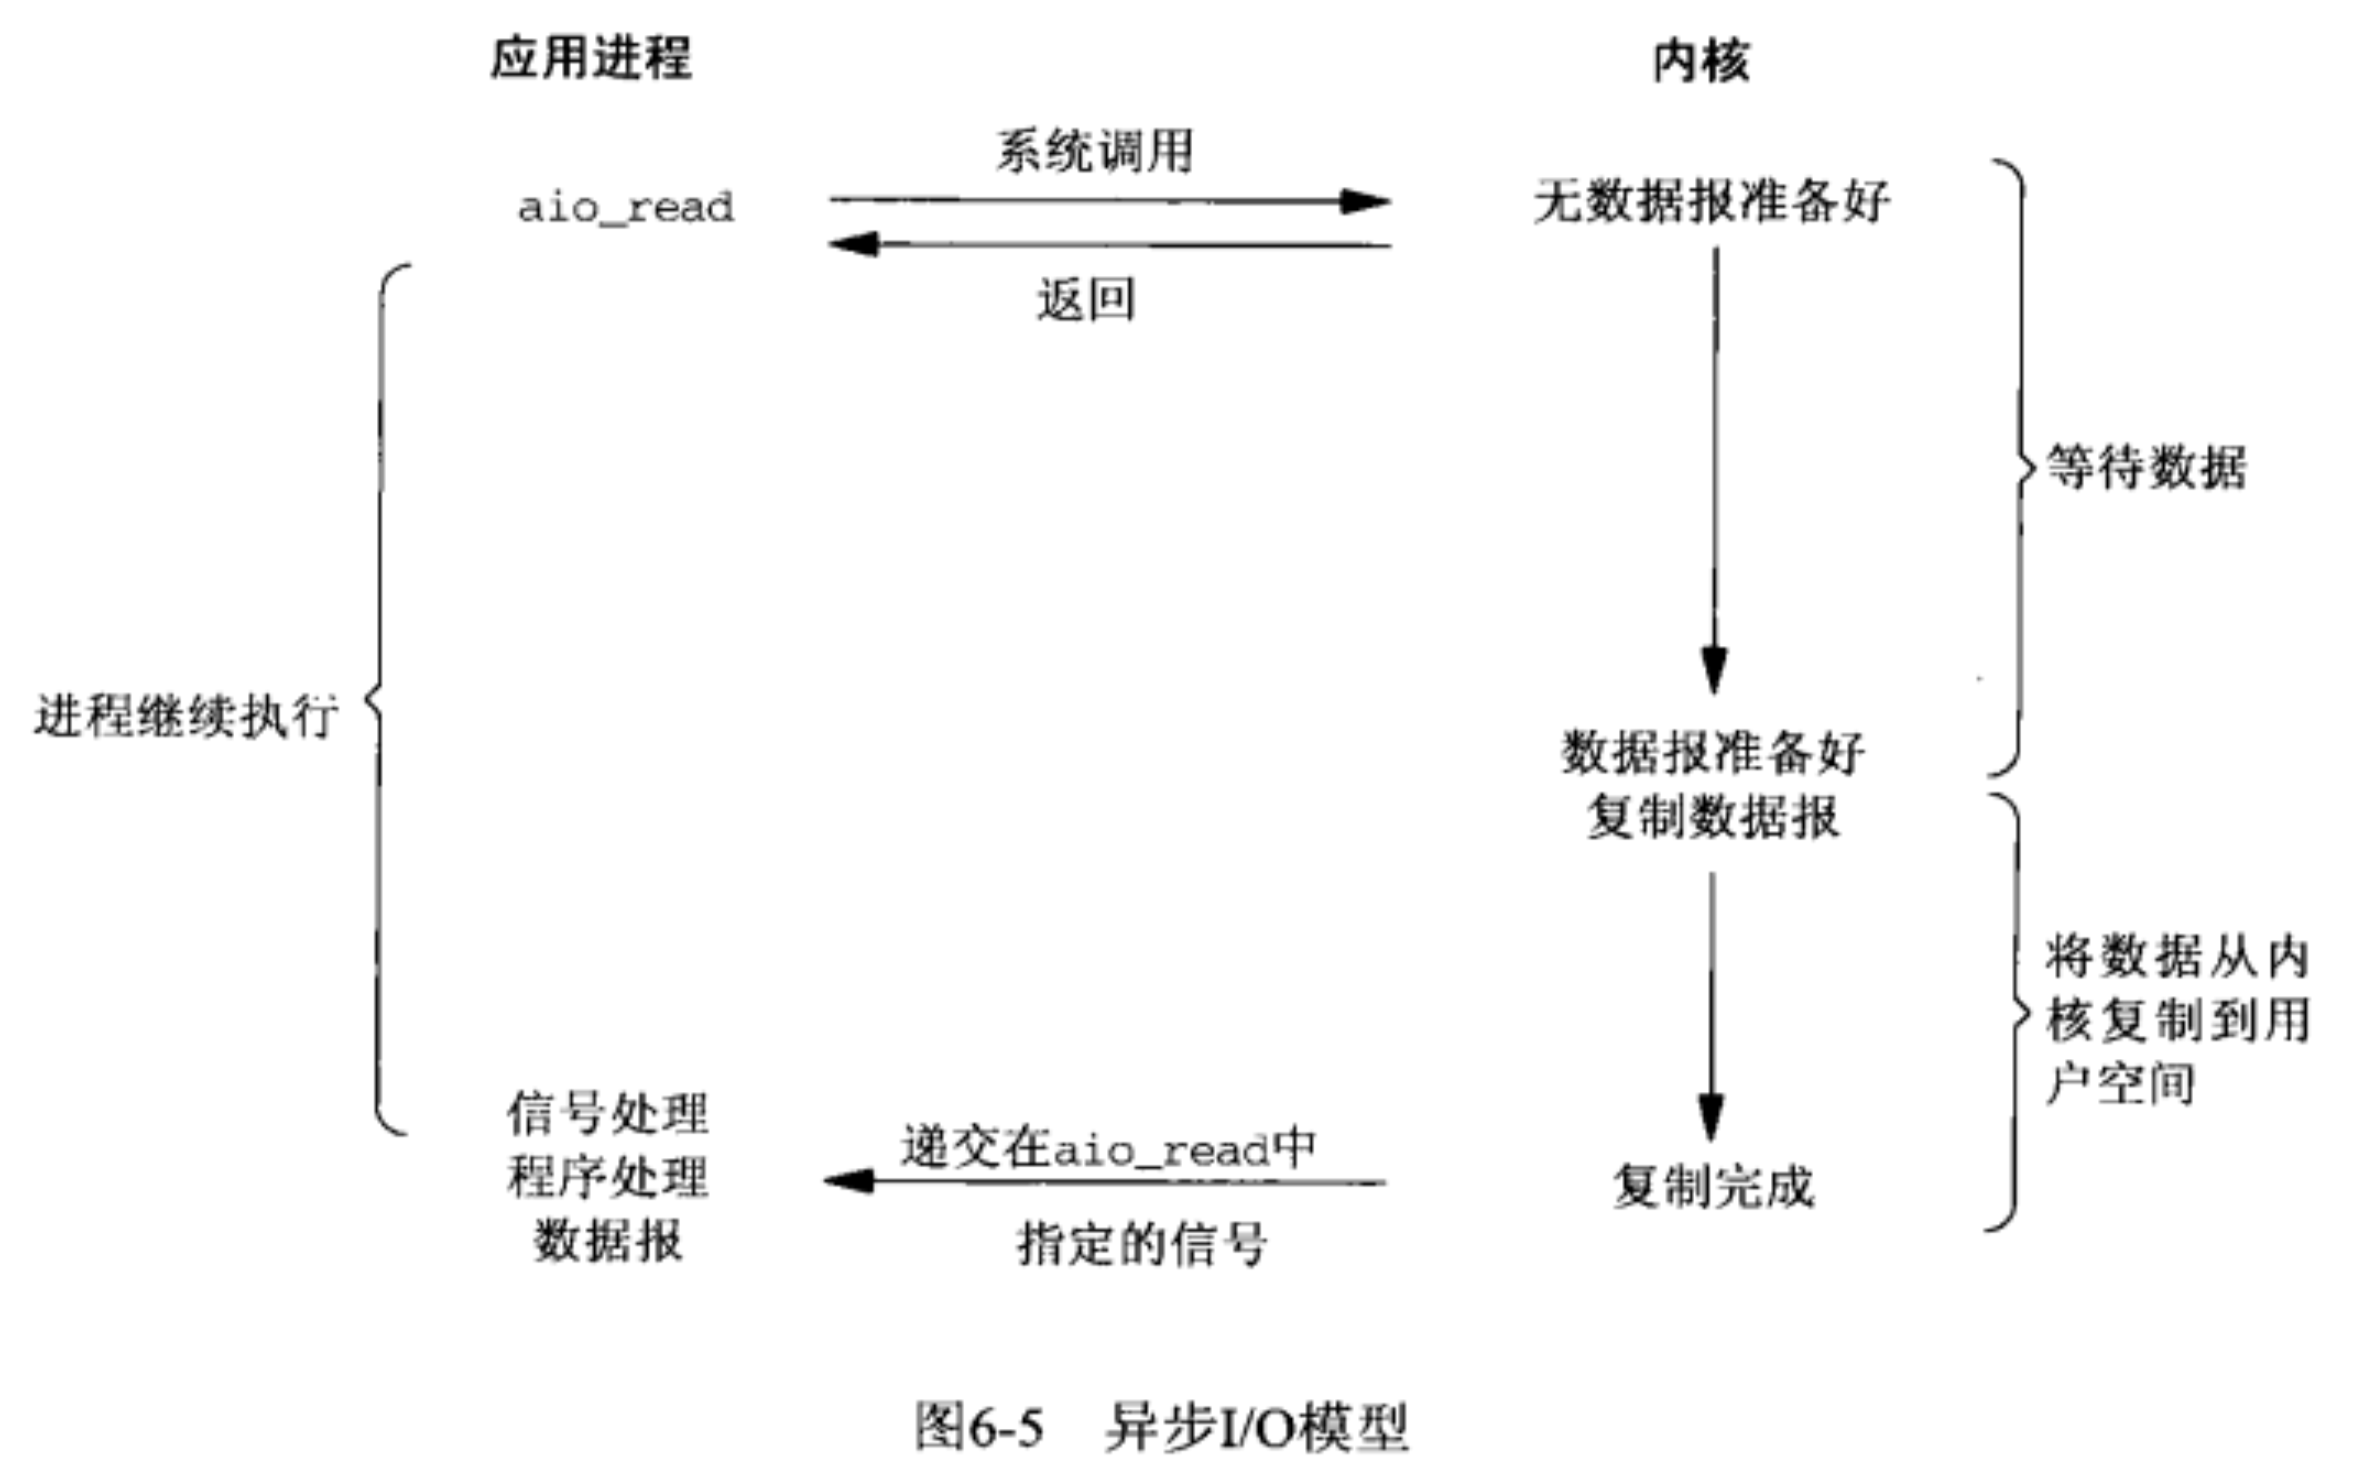 应用进程
内核
系统调用
aio_read
无数据报准备好
返回
等待数据
进程继续执行
数据报准备好
复制数据报
将数据从内
核复制到用
户空间
信号处理
程序处理
数据报
递交在aio_read中
指定的信号
复制完成
图6-5 异步I/O模型